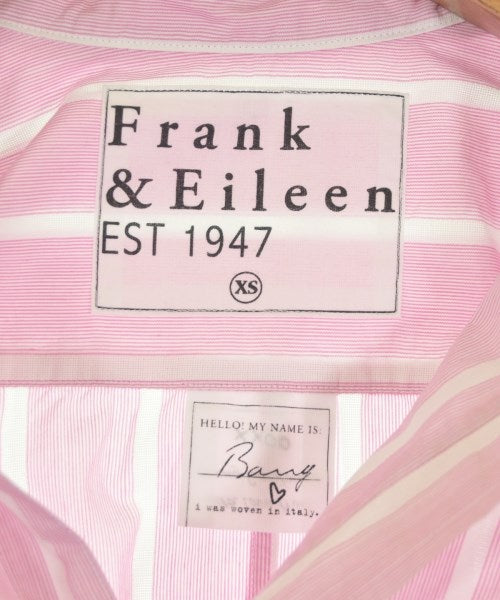 Frank
& Eileen
EST 1947
XS
HELLO! MY NAME IS:
Barry
i was woven in italy.